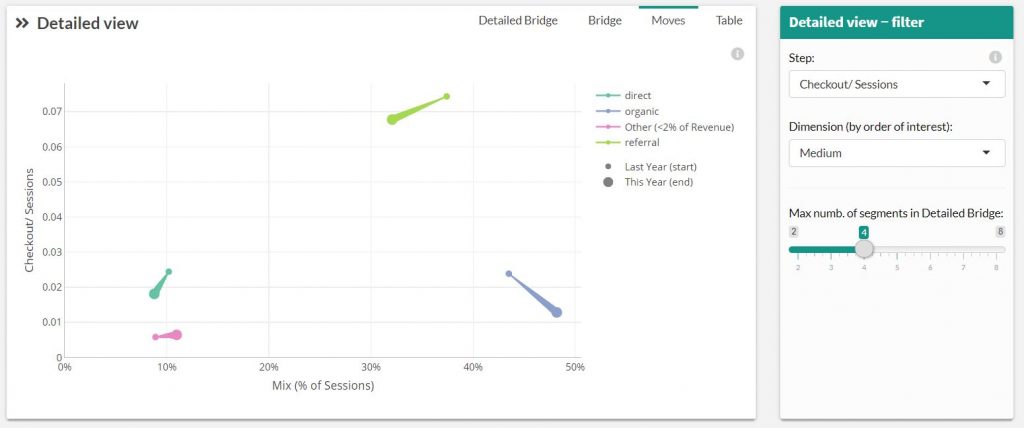 Detailed view
Detailed Bridge
Bridge
Moves
Table
i
0.07
0.06
0.05
0.04
0.03
0.02
0.01
0
Checkout/ Sessions
0%
10%
20%
30%
40%
50%
Mix (% of Sessions)
direct
organic
Other (<2% of Revenue)
referral
Last Year (start)
This Year (end)
Detailed view – filter
Step:
i
Checkout/ Sessions
Dimension (by order of interest):
Medium
Max numb. of segments in Detailed Bridge:
2
4
8
2
3
4
5
6
7
8